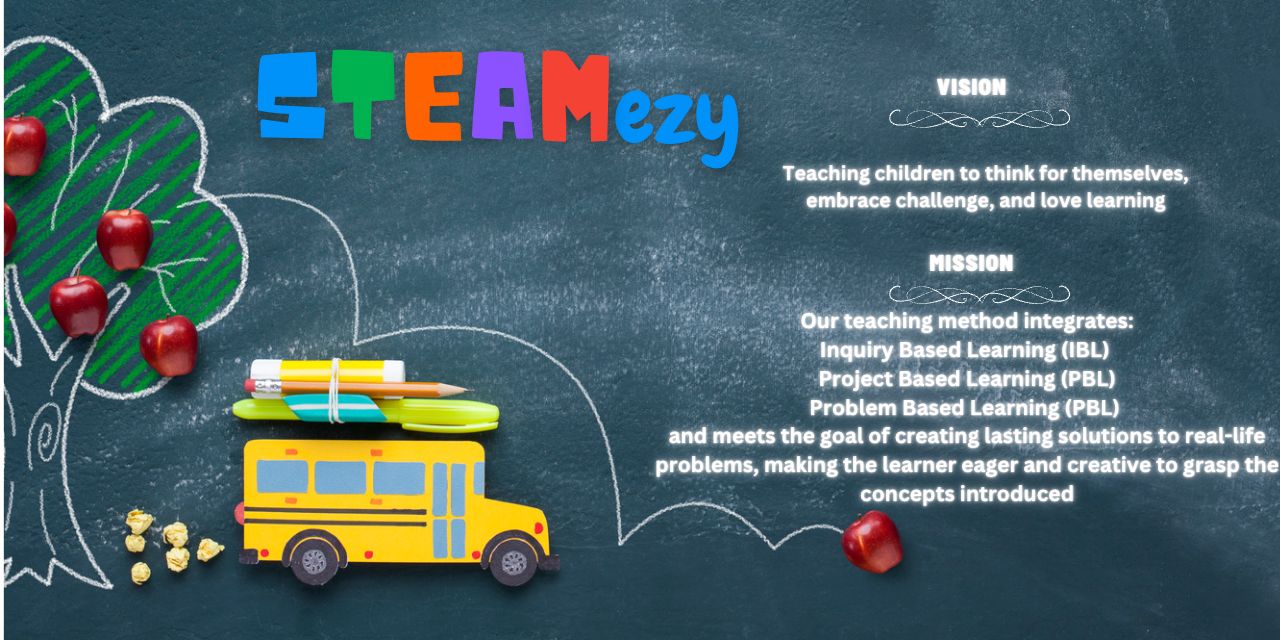 STEAMezy
VISION
Teaching children to think for themselves,
embrace challenge, and love learning
MISSION
Our teaching method integrates:
Inquiry Based Learning (IBL)
Project Based Learning (PBL)
Problem Based Learning (PBL)
and meets the goal of creating lasting solutions to real-life
problems, making the learner eager and creative to grasp the
concepts introduced